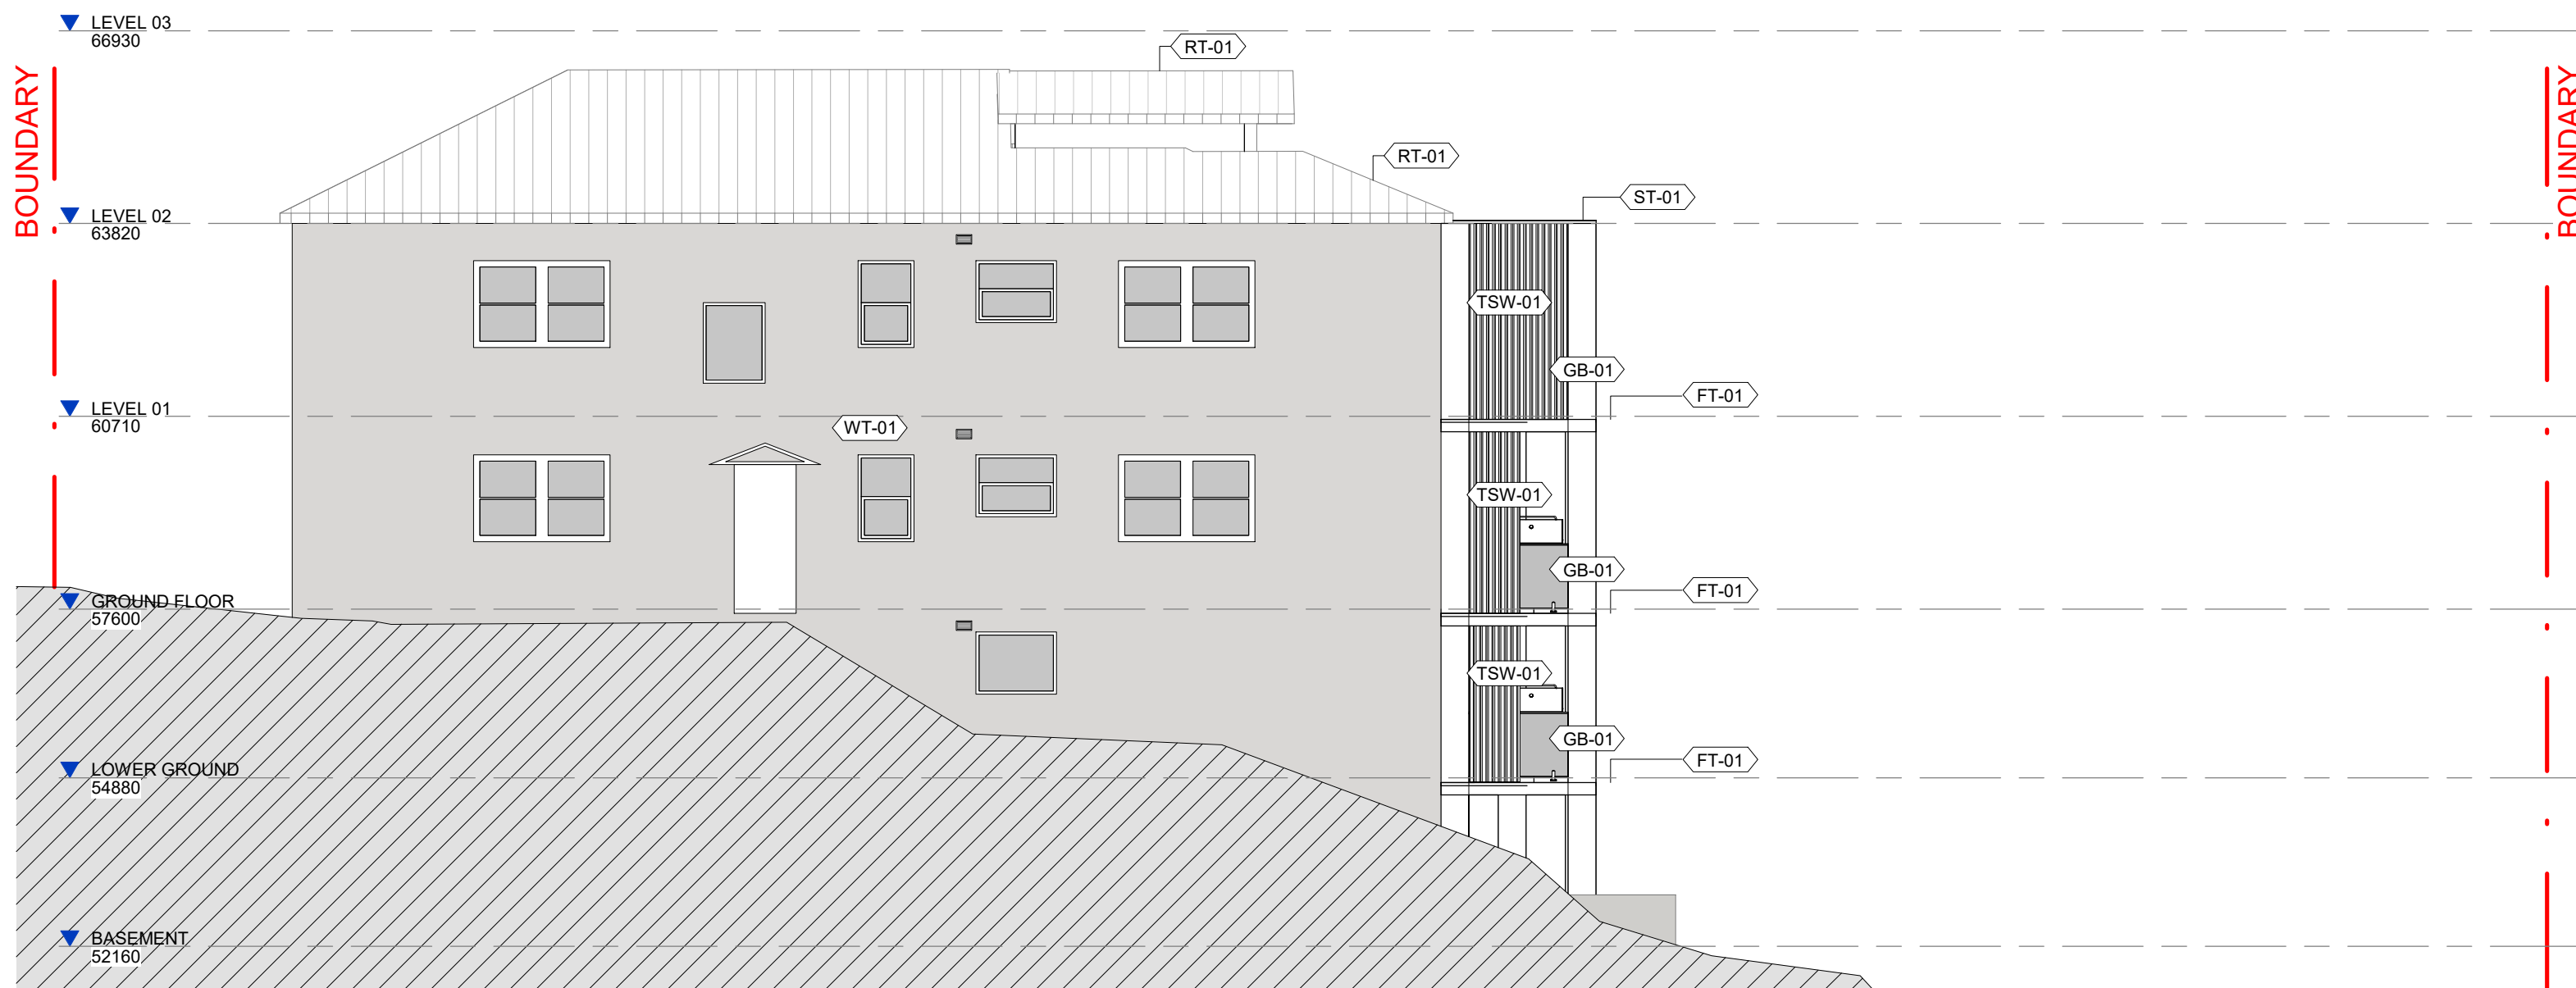 LEVEL 03
66930
RT-01
BOUNDARY
BOUNDARY
RT-01
ST-01
LEVEL 02
63820
TSW-01
GB-01
FT-01
LEVEL 01
60710
WT-01
TSW-01
GB-01
FT-01
GROUND FLOOR
57600
TSW-01
GB-01
FT-01
LOWER GROUND
54880
BASEMENT
52160